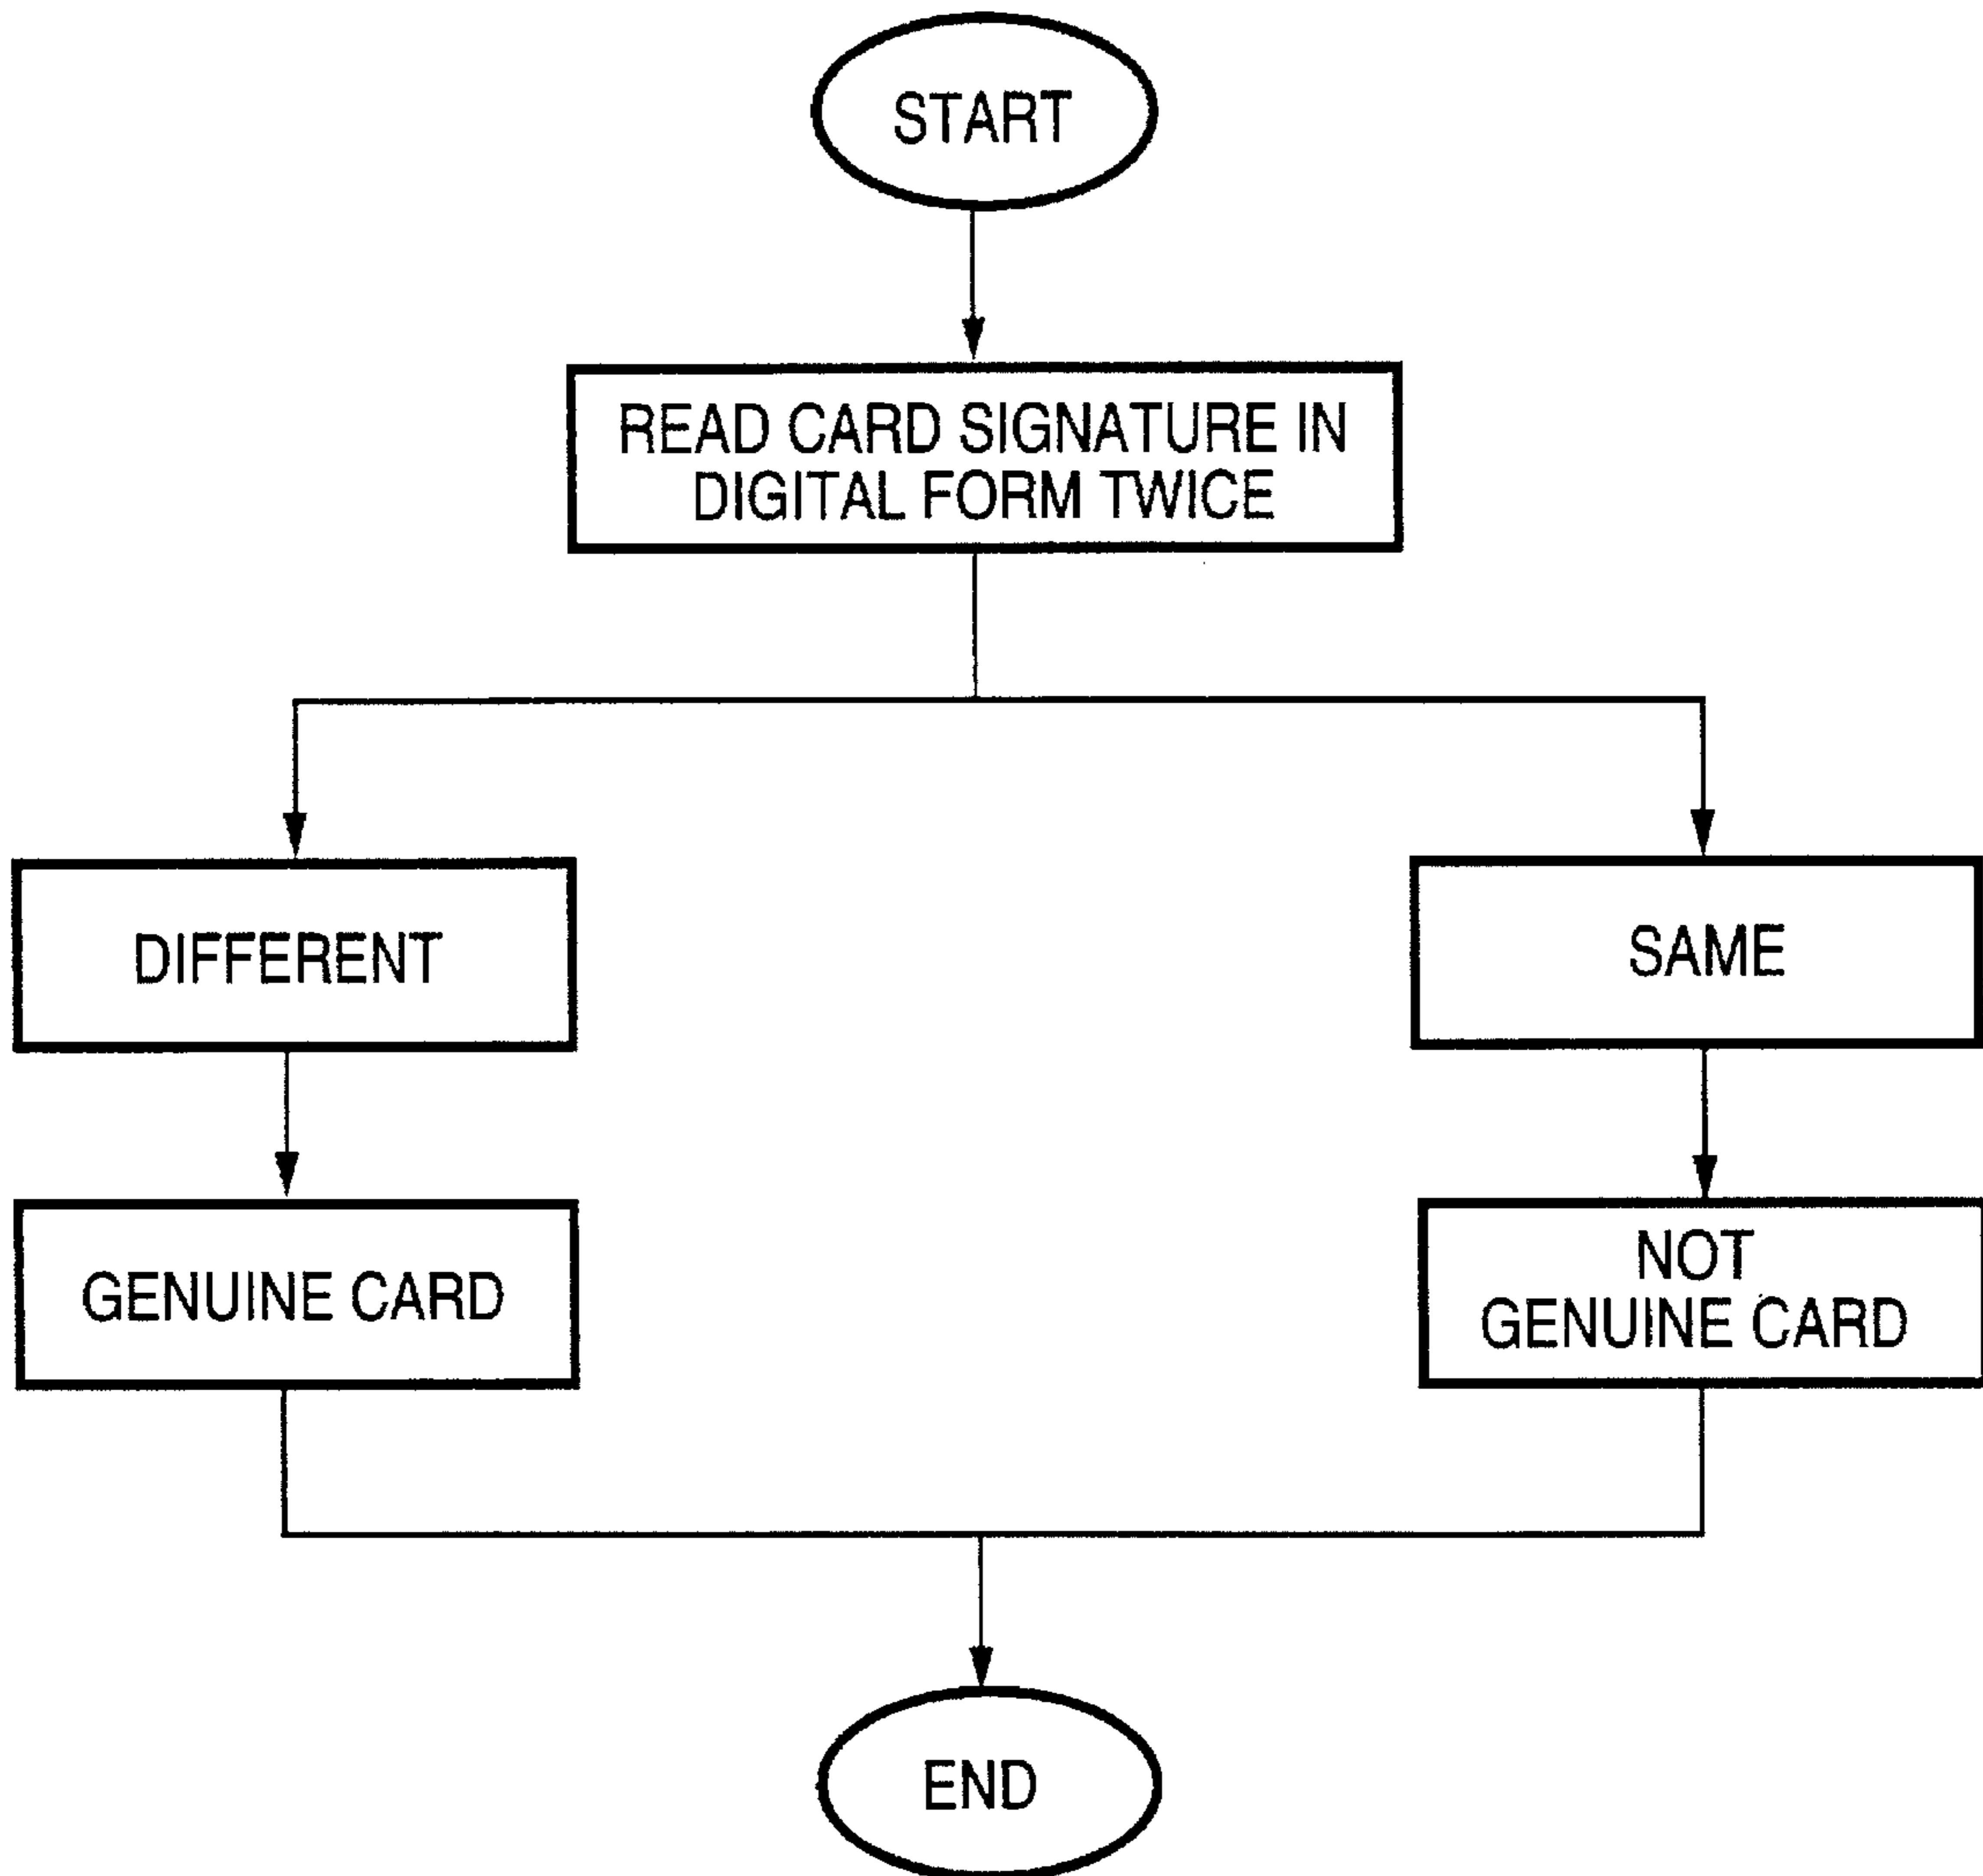 START
READ CARD SIGNATURE IN
DIGITAL FORM TWICE
DIFFERENT
SAME
GENUINE CARD
NOT
GENUINE CARD
END